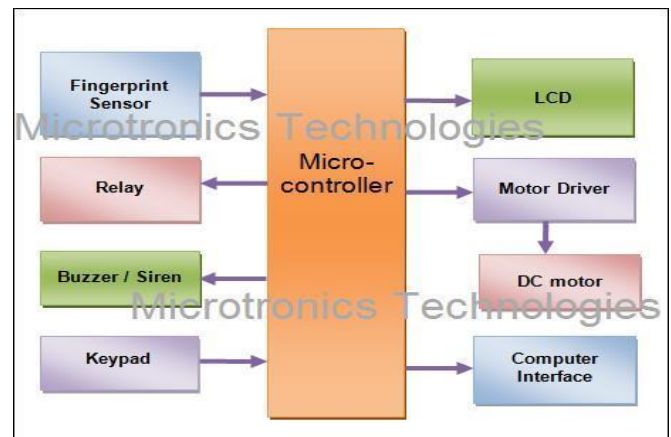 Fingerprint
Sensor
LCD
Microtronics Technologies
Micro-
controller
Relay
Motor Driver
Buzzer / Siren
DC motor
Microtronics Technologies
Keypad
Computer
Interface